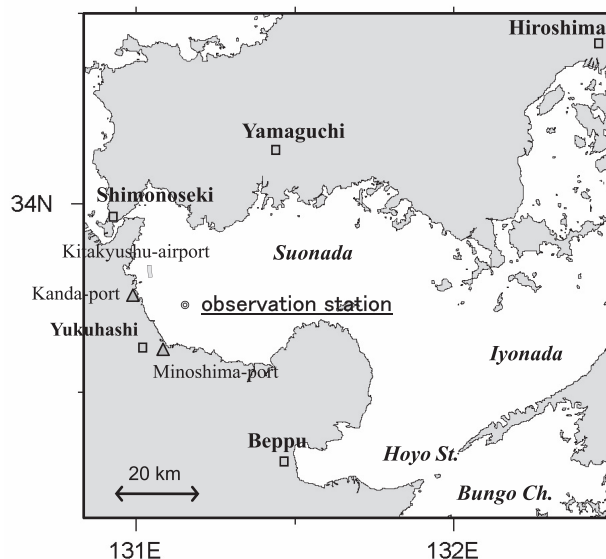 Hiroshima
Yamaguchi
34N
Shimonoseki
Kitakyushu-airport
Suonada
Kanda-port
observation station
Yukuhashi
Minoshima-port
Iyonada
Beppu
Hoyo St.
20 km
Bungo Ch.
131E
132E